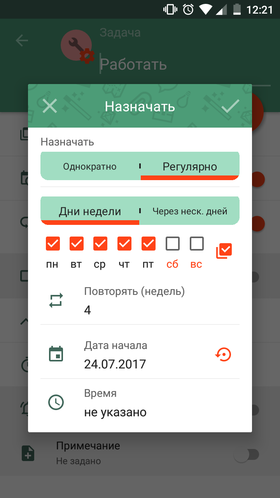 12:21
Задача
Работать
Назначать
Назначать
Однократно
Регулярно
Дни недели
Через неск. дней
пн вт ср чт пт сб вс
Повторять (недель)
4
Дата начала
24.07.2017
Время
не указано
Примечание
Не задано